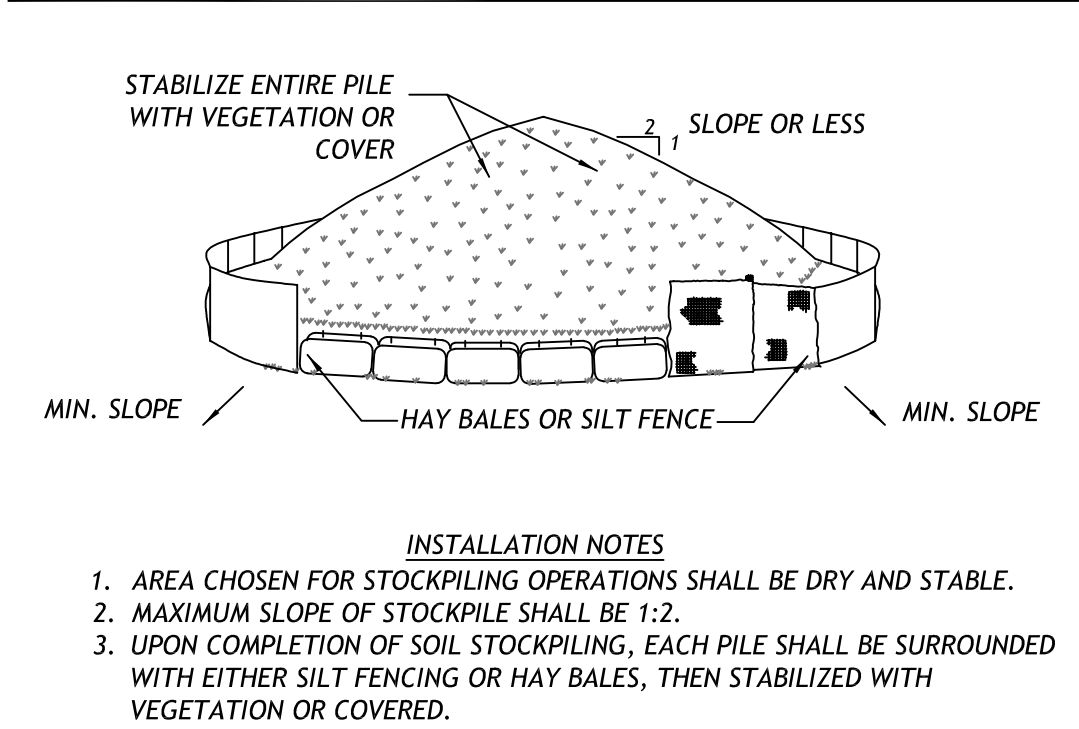 STABILIZE ENTIRE PILE
WITH VEGETATION OR
COVER
2
1
SLOPE OR LESS
MIN. SLOPE
HAY BALES OR SILT FENCE
MIN. SLOPE
INSTALLATION NOTES
1. AREA CHOSEN FOR STOCKPILING OPERATIONS SHALL BE DRY AND STABLE.
2. MAXIMUM SLOPE OF STOCKPILE SHALL BE 1:2.
3. UPON COMPLETION OF SOIL STOCKPILING, EACH PILE SHALL BE SURROUNDED
WITH EITHER SILT FENCING OR HAY BALES, THEN STABILIZED WITH
VEGETATION OR COVERED.